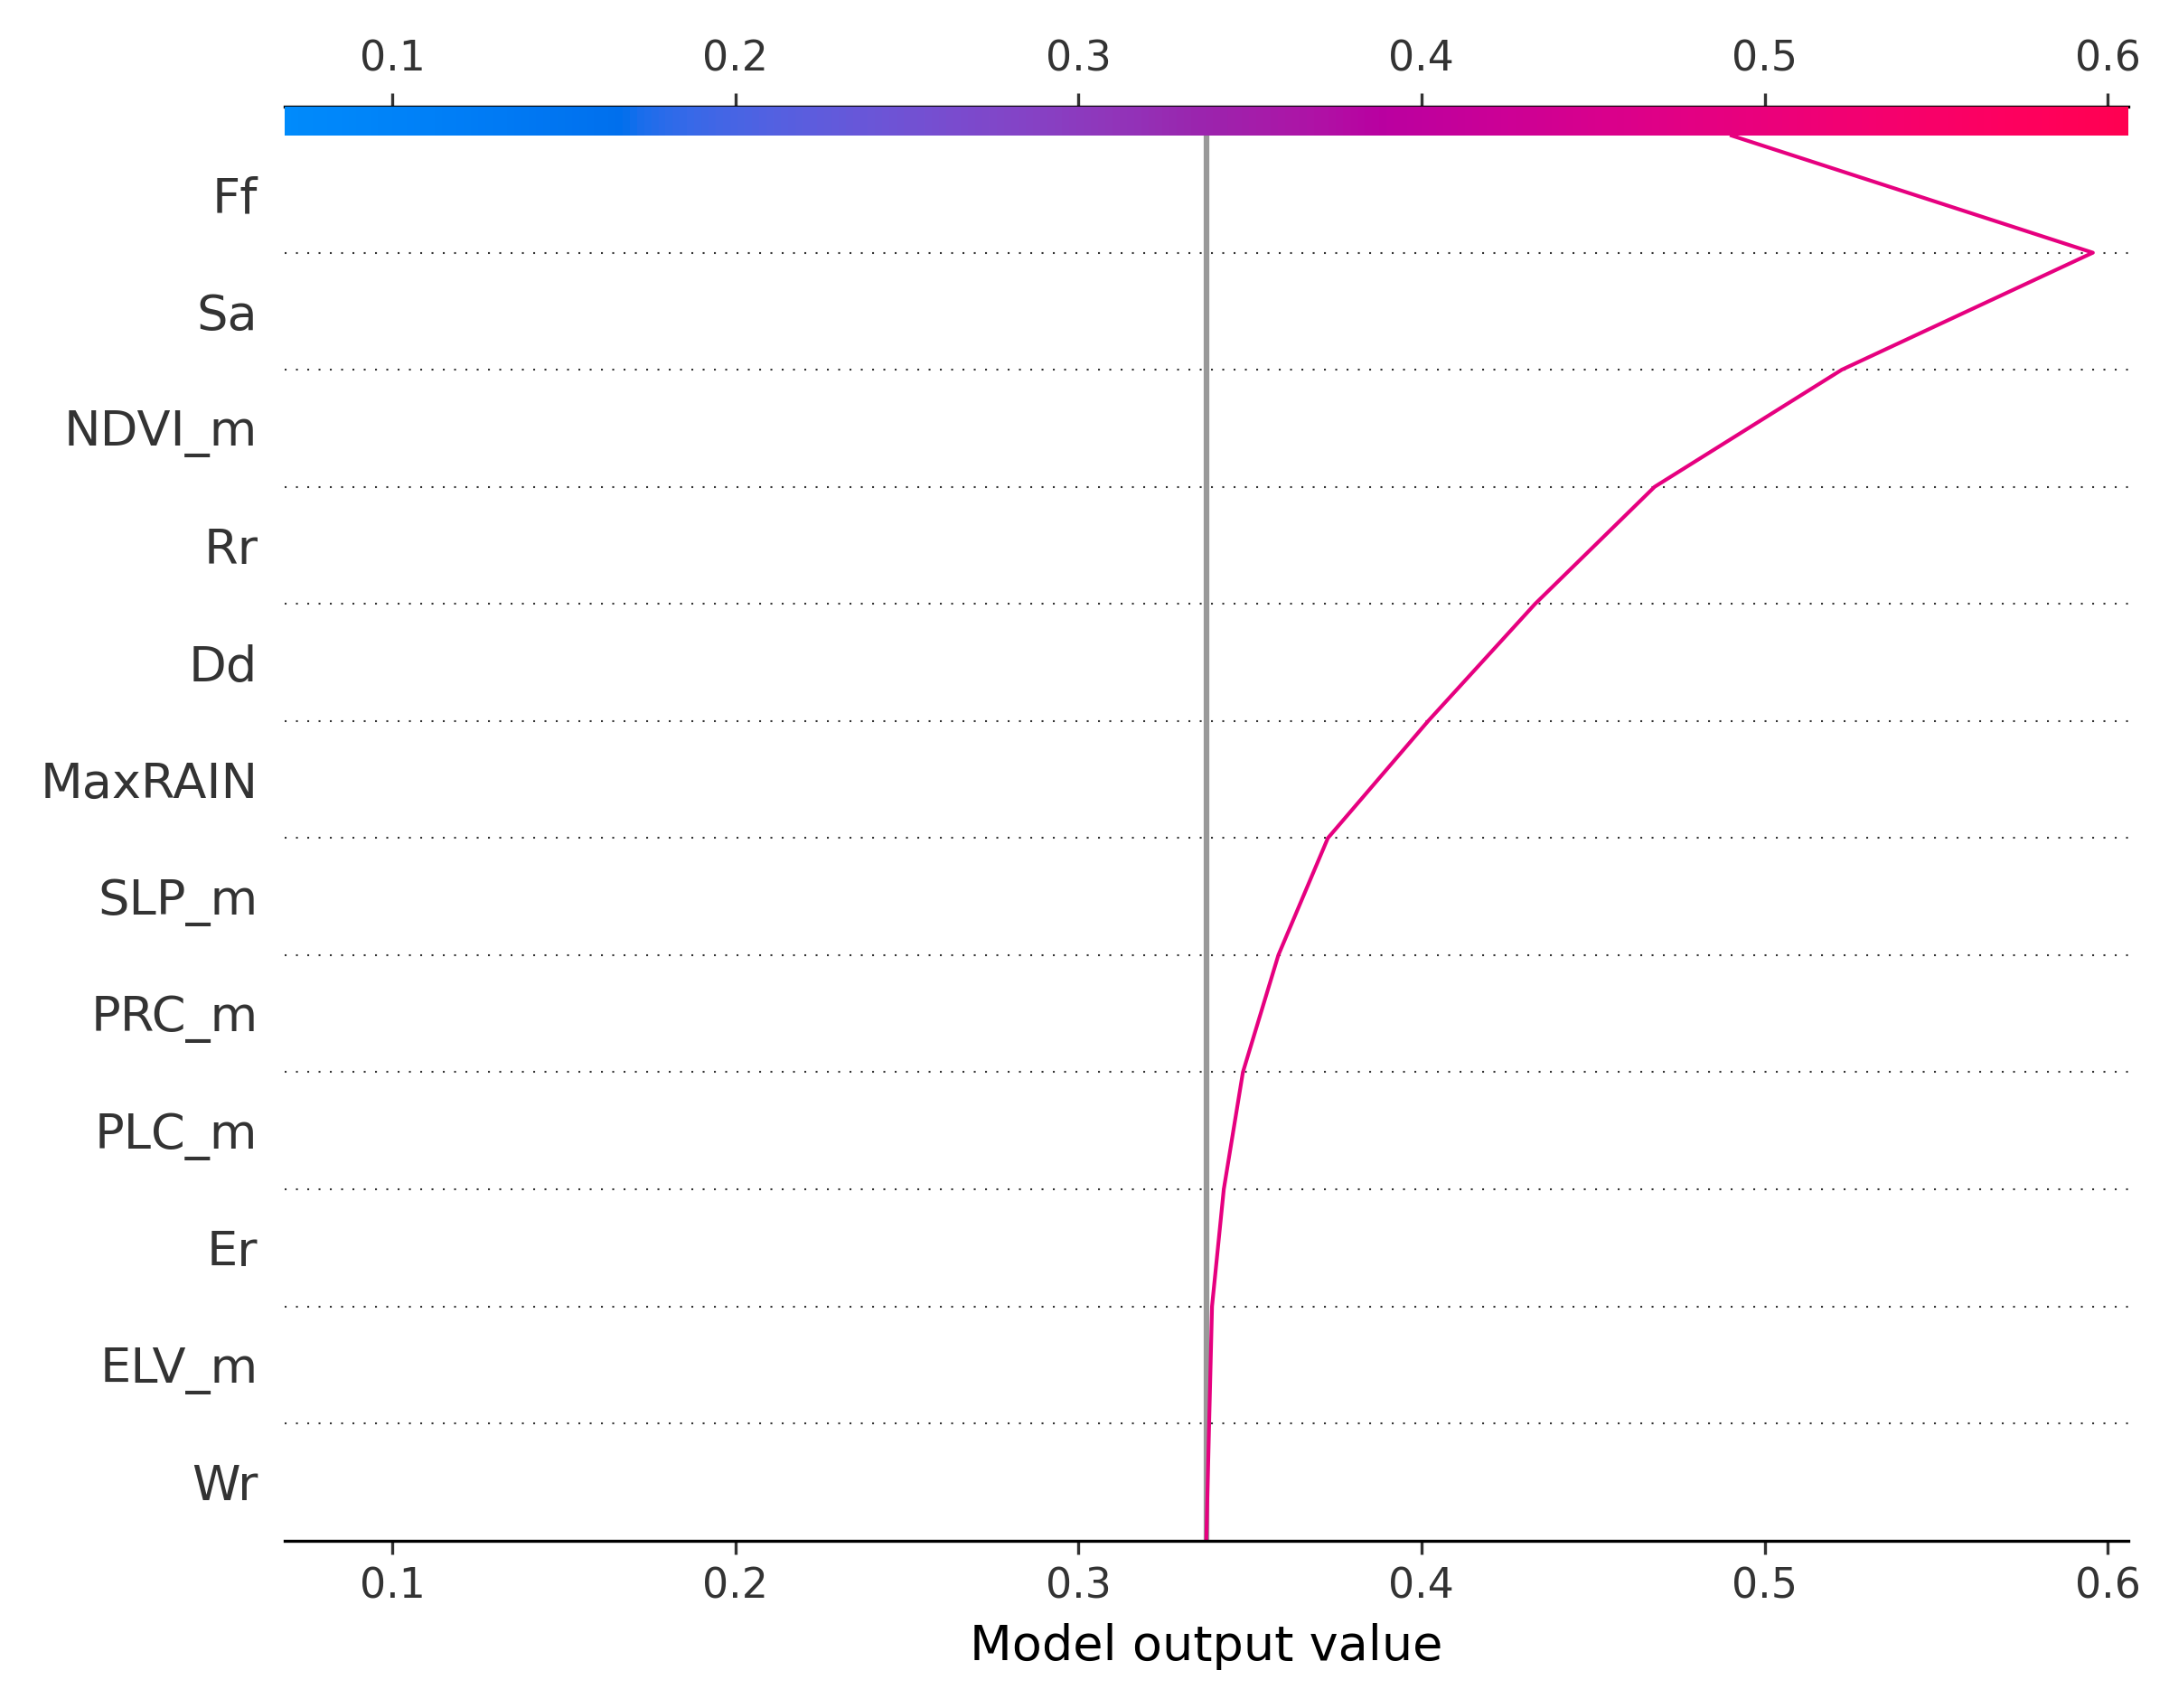 0.1 0.2 0.3 0.4 0.5 0.6
Ff
Sa
NDVI_m
Rr
Dd
MaxRAIN
SLP_m
PRC_m
PLC_m
Er
ELV_m
Wr
0.1 0.2 0.3 0.4 0.5 0.6
Model output value